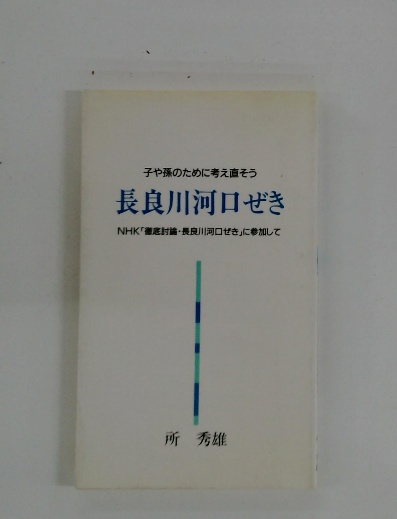 子や孫のために考え直そう
長良川河口ぜき
NHK「徹底討論・長良川河口ぜき」に参加して
所 秀雄